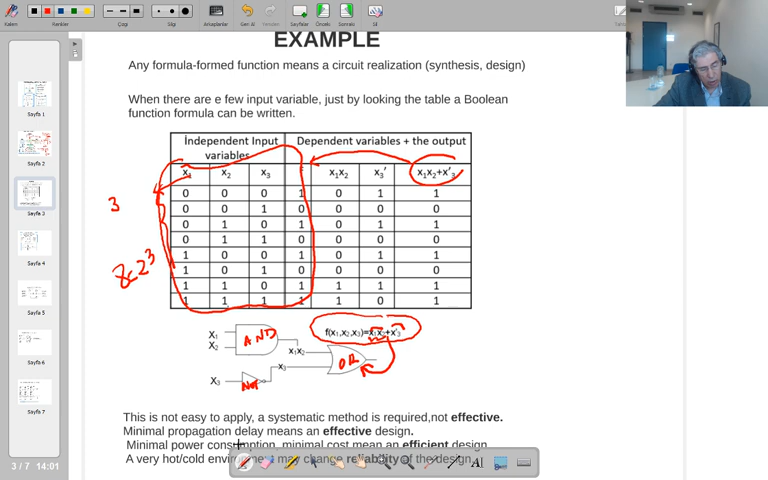 Kalem
Renkler
Çizgi
Silgi
Arkaplanlar
Geri Al
Yinelen
Sayfalar
Önceki
Sonraki
EXAMPLE
Any formula-formed function means a circuit realization (synthesis, design)
When there are e few input variable, just by looking the table a Boolean
function formula can be written.
İndependent Input variables Dependent variables + the output
x₁ x₂ x₃ x₁x₂ x₃' x₁x₂+x'₃
0 0 0 1 0 1 1
0 0 1 0 0 0 0
0 1 0 1 0 1 1
0 1 1 0 0 0 0
1 0 0 1 0 1 1
1 0 1 0 0 0 0
1 1 0 1 1 1 1
1 1 1 1 1 0 1
3
8=2³
f(x₁,x₂,x₃)=x₁x₂+x'₃
X₁
X₂
AND
x₁x₂
OR
X₃
Not
x₃
This is not easy to apply, a systematic method is required,not effective.
Minimal propagation delay means an effective design.
Minimal power consumption, minimal cost mean an efficient design
A very hot/cold environment may change reliability of the design
Sayfa 1
Sayfa 2
Sayfa 3
Sayfa 4
Sayfa 5
Sayfa 6
Sayfa 7
3 / 7 14:01